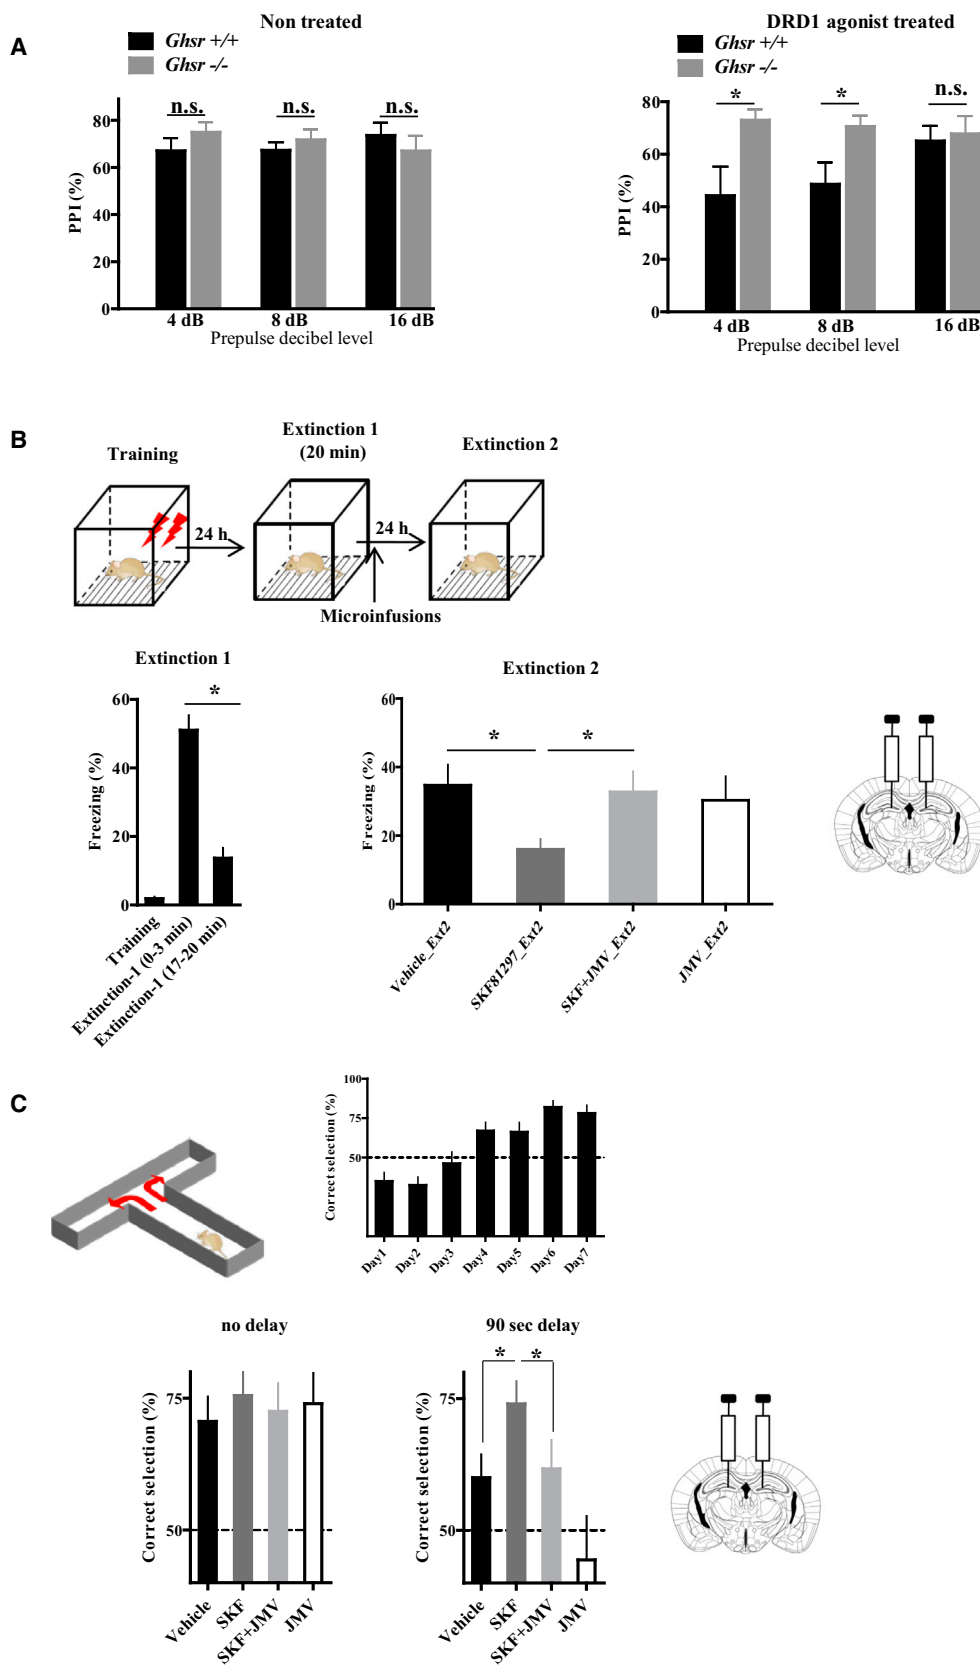 A
Non treated
Ghsr +/+
Ghsr -/-
n.s.
n.s.
n.s.
PPI (%)
80
60
40
20
0
4 dB
8 dB
16 dB
Prepulse decibel level
DRD1 agonist treated
Ghsr +/+
Ghsr -/-
*
*
n.s.
PPI (%)
80
60
40
20
0
4 dB
8 dB
16 dB
Prepulse decibel level
B
Training
Extinction 1
(20 min)
Extinction 2
24 h
24 h
Microinfusions
Extinction 1
*
Freezing (%)
60
40
20
0
Training
Extinction-1 (0-3 min)
Extinction-1 (17-20 min)
Extinction 2
*
*
Freezing (%)
60
40
20
0
Vehicle_Ext2
SKF81297_Ext2
SKF+JMV_Ext2
JMV_Ext2
C
Correct selection (%)
100
75
50
Day1
Day2
Day3
Day4
Day5
Day6
Day7
no delay
Correct selection (%)
75
50
Vehicle
SKF
SKF+JMV
JMV
90 sec delay
*
*
Correct selection (%)
75
50
Vehicle
SKF
SKF+JMV
JMV